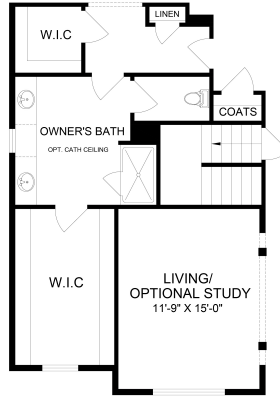 LINEN
W.I.C
COATS
OWNER'S BATH
OPT. CATH CEILING
W.I.C
LIVING/
OPTIONAL STUDY
11'-9" X 15'-0"